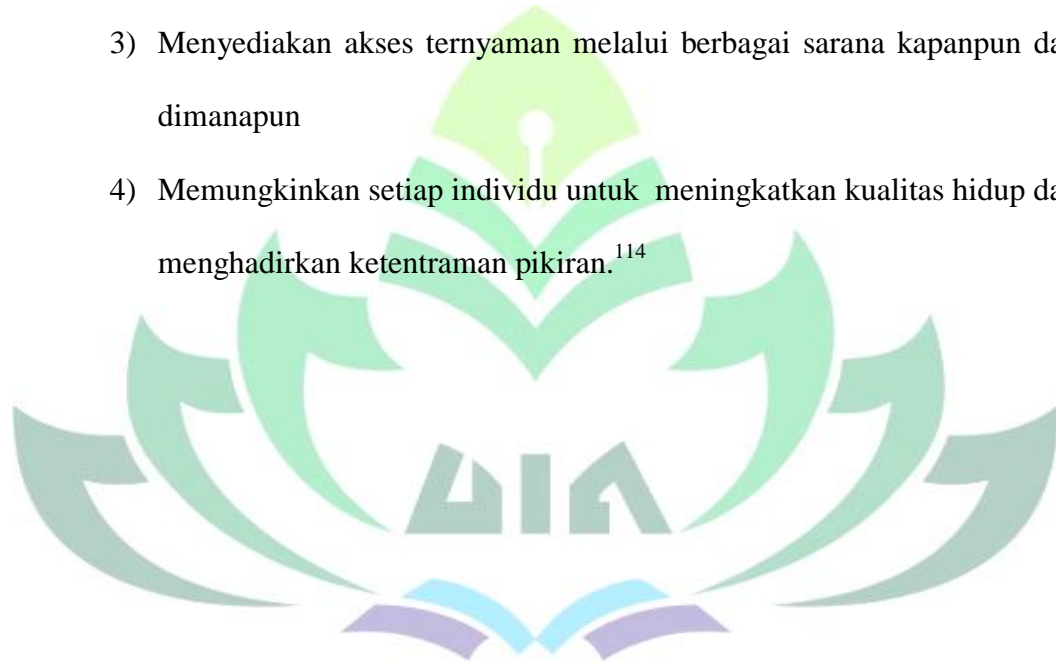 3) Menyediakan akses ternyaman melalui berbagai sarana kapanpun da
dimanapun
4) Memungkinkan setiap individu untuk meningkatkan kualitas hidup da
menghadirkan ketentraman pikiran.114
UIN